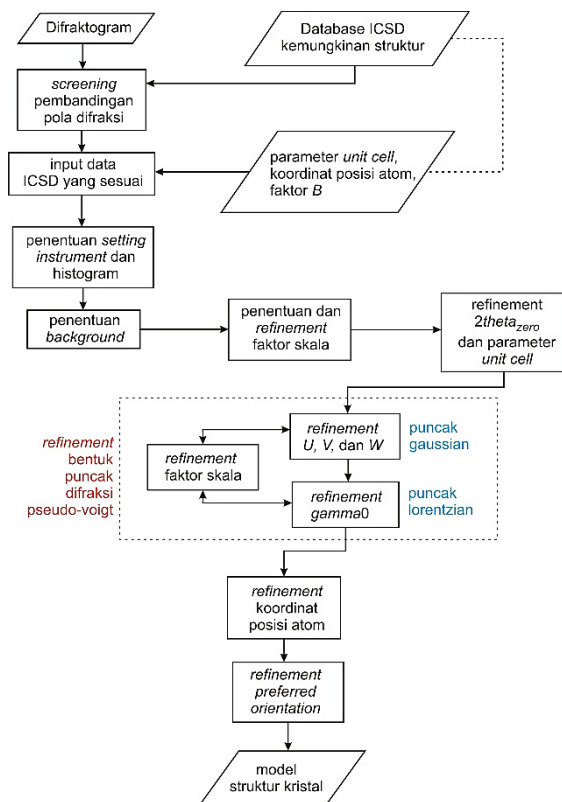 Difraktogram
Database ICSD
kemungkinan struktur
screening
pembandingan
pola difraksi
input data
ICSD yang sesuai
parameter unit cell,
koordinat posisi atom,
faktor B
penentuan setting
instrument dan
histogram
penentuan
background
penentuan dan
refinement
faktor skala
refinement
2theta_zero
dan parameter
unit cell
refinement
bentuk
puncak
difraksi
pseudo-voigt
refinement
faktor skala
refinement
U, V, dan W
puncak
gaussian
refinement
gamma0
puncak
lorentzian
refinement
koordinat
posisi atom
refinement
preferred
orientation
model
struktur kristal